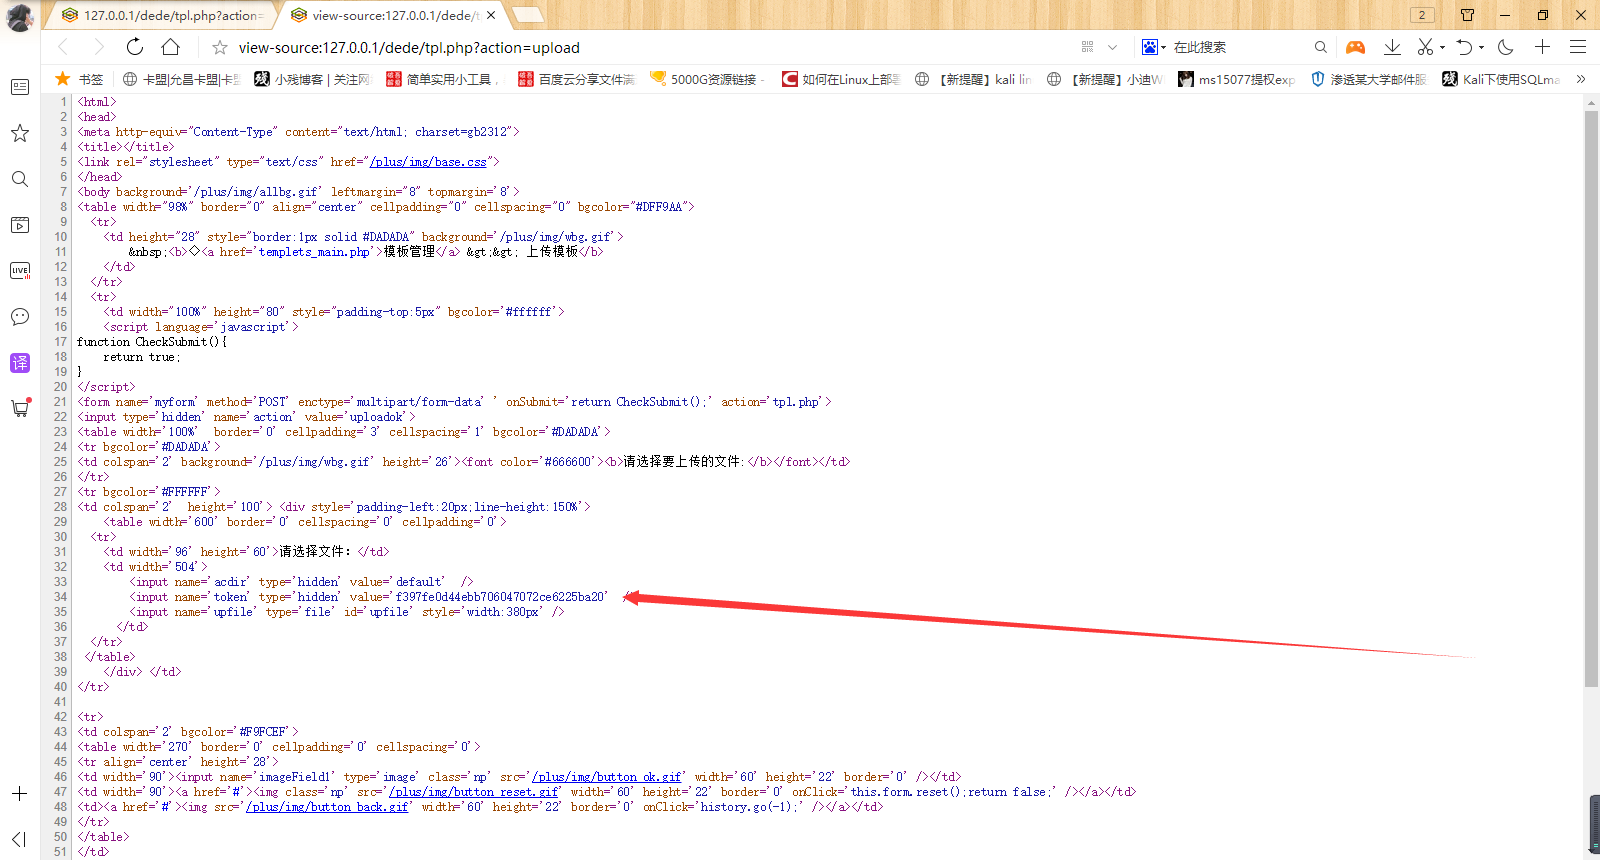 127.0.0.1/dede/tpl.php?action=
view-source:127.0.0.1/dede/t
2
view-source:127.0.0.1/dede/tpl.php?action=upload
在此搜索
书签
卡盟|允昌卡盟|卡盟
小残博客 | 关注网
简单实用小工具
百度云分享文件满
5000G资源链接 -
如何在Linux上部署
【新提醒】kali lin
【新提醒】小迪W
ms15077提权exp
渗透某大学邮件服
Kali下使用SQLma
LIVE
译
1 <html>
2 <head>
3 <meta http-equiv="Content-Type" content="text/html; charset=gb2312">
4 <title></title>
5 <link rel="stylesheet" type="text/css" href="/plus/img/base.css">
6 </head>
7 <body background='/plus/img/allbg.gif' leftmargin="8" topmargin='8'>
8 <table width="98%" border="0" align="center" cellpadding="0" cellspacing="0" bgcolor="#DFF9AA">
9 <tr>
10 <td height="28" style="border:1px solid #DADADA" background='/plus/img/wbg.gif'>
11 &nbsp;<b>◇<a href='templets_main.php'>模板管理</a> &gt;&gt; 上传模板</b>
12 </td>
13 </tr>
14 <tr>
15 <td width="100%" height="80" style="padding-top:5px" bgcolor='#ffffff'>
16 <script language='javascript'>
17 function CheckSubmit(){
18 return true;
19 }
20 </script>
21 <form name='myform' method='POST' enctype='multipart/form-data' ' onSubmit='return CheckSubmit();' action='tpl.php'>
22 <input type='hidden' name='action' value='uploadok'>
23 <table width='100%' border='0' cellpadding='3' cellspacing='1' bgcolor='#DADADA'>
24 <tr bgcolor='#DADADA'>
25 <td colspan='2' background='/plus/img/wbg.gif' height='26'><font color='#666600'><b>请选择要上传的文件:</b></font></td>
26 </tr>
27 <tr bgcolor='#FFFFFF'>
28 <td colspan='2' height='100'> <div style='padding-left:20px;line-height:150%'>
29 <table width='600' border='0' cellspacing='0' cellpadding='0'>
30 <tr>
31 <td width='96' height='60'>请选择文件：</td>
32 <td width='504'>
33 <input name='acdir' type='hidden' value='default' />
34 <input name='token' type='hidden' value='f397fe0d44ebb706047072ce6225ba20' /
35 <input name='upfile' type='file' id='upfile' style='width:380px' />
36 </td>
37 </tr>
38 </table>
39 </div> </td>
40 </tr>
41
42 <tr>
43 <td colspan='2' bgcolor='#F9FCEF'>
44 <table width='270' border='0' cellpadding='0' cellspacing='0'>
45 <tr align='center' height='28'>
46 <td width='90'><input name='imageField1' type='image' class='np' src='/plus/img/button_ok.gif' width='60' height='22' border='0' /></td>
47 <td width='90'><a href='#'><img class='np' src='/plus/img/button_reset.gif' width='60' height='22' border='0' onClick='this.form.reset();return false;' /></a></td>
48 <td><a href='#'><img src='/plus/img/button_back.gif' width='60' height='22' border='0' onClick='history.go(-1);' /></a></td>
49 </tr>
50 </table>
51 </td>